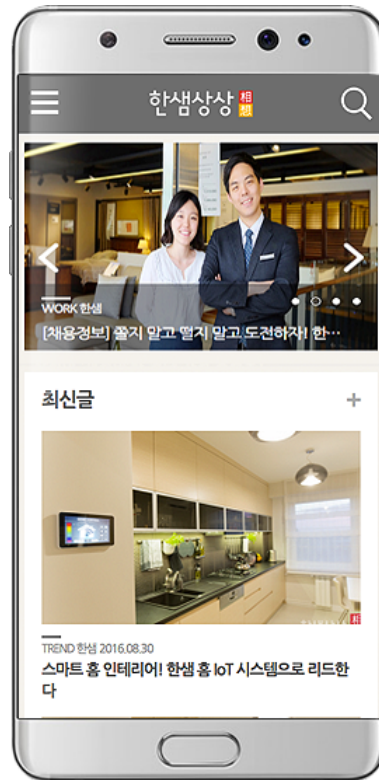 한샘상상 相想
WORK 한샘
[채용정보] 쫄지 말고 떨지 말고 도전하자! 한…
최신글
TREND 한샘 2016.08.30
스마트 홈 인테리어! 한샘 홈 IoT 시스템으로 리드한
다